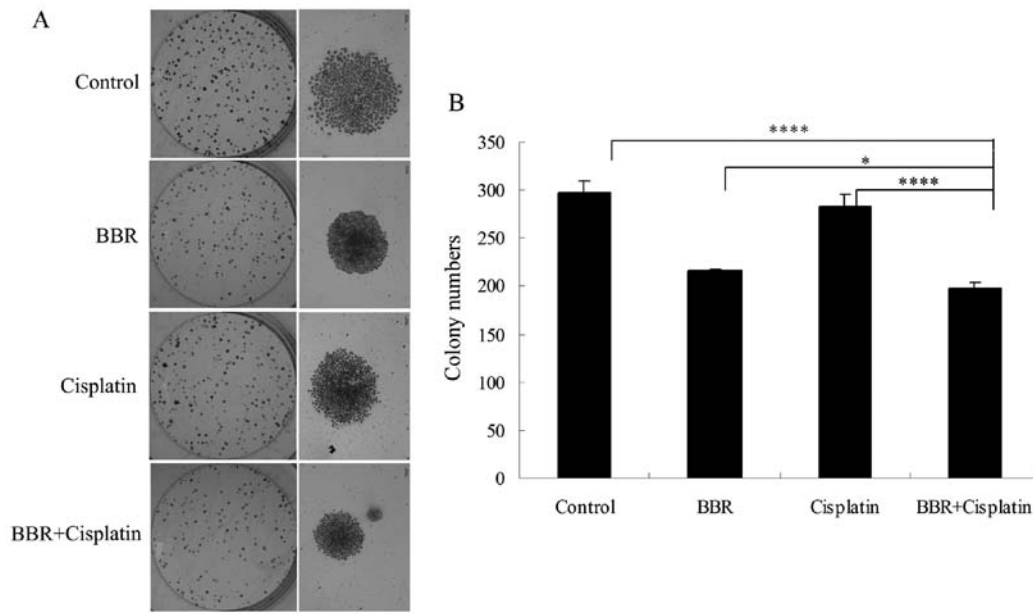 A
Control
BBR
Cisplatin
BBR+Cisplatin
B
Colony numbers
350
300
250
200
150
100
50
0
****
*
****
Control
BBR
Cisplatin
BBR+Cisplatin